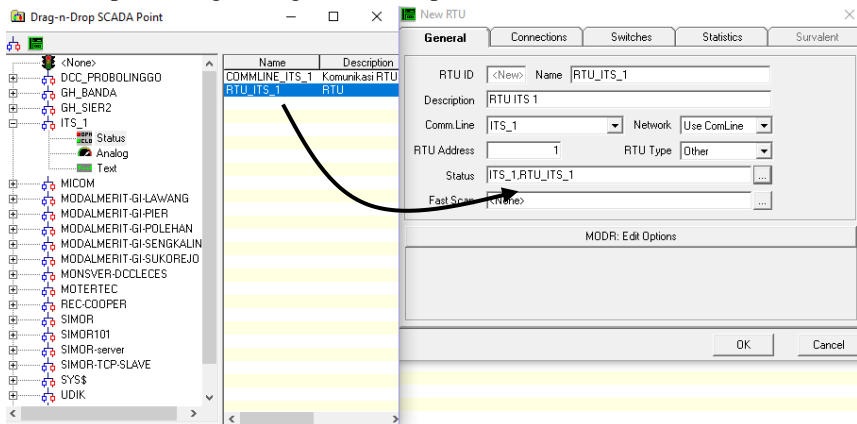 Drag-n-Drop SCADA Point
<None>
DCC_PROBOLINGGO
GH_BANDA
GH_SIER2
ITS_1
Status
Analog
Text
MICOM
MODALMERIT-GI-LAWANG
MODALMERIT-GI-PIER
MODALMERIT-GI-POLEHAN
MODALMERIT-GI-SENGKALIN
MODALMERIT-GI-SUKOREJO
MONSVER-DCCLECES
MOTERTEC
REC-COOPER
SIMOR
SIMOR101
SIMOR-server
SIMOR-TCP-SLAVE
SYS$
UDIK
Name Description
COMMLINE_ITS_1 Komunikasi RTU
RTU_ITS_1 RTU
New RTU
General Connections Switches Statistics Survalent
RTU ID <New> Name RTU_ITS_1
Description RTU ITS 1
Comm.Line ITS_1 Network Use ComLine
RTU Address 1 RTU Type Other
Status ITS_1,RTU_ITS_1 ...
Fast Scan <None> ...
MODR: Edit Options
OK Cancel